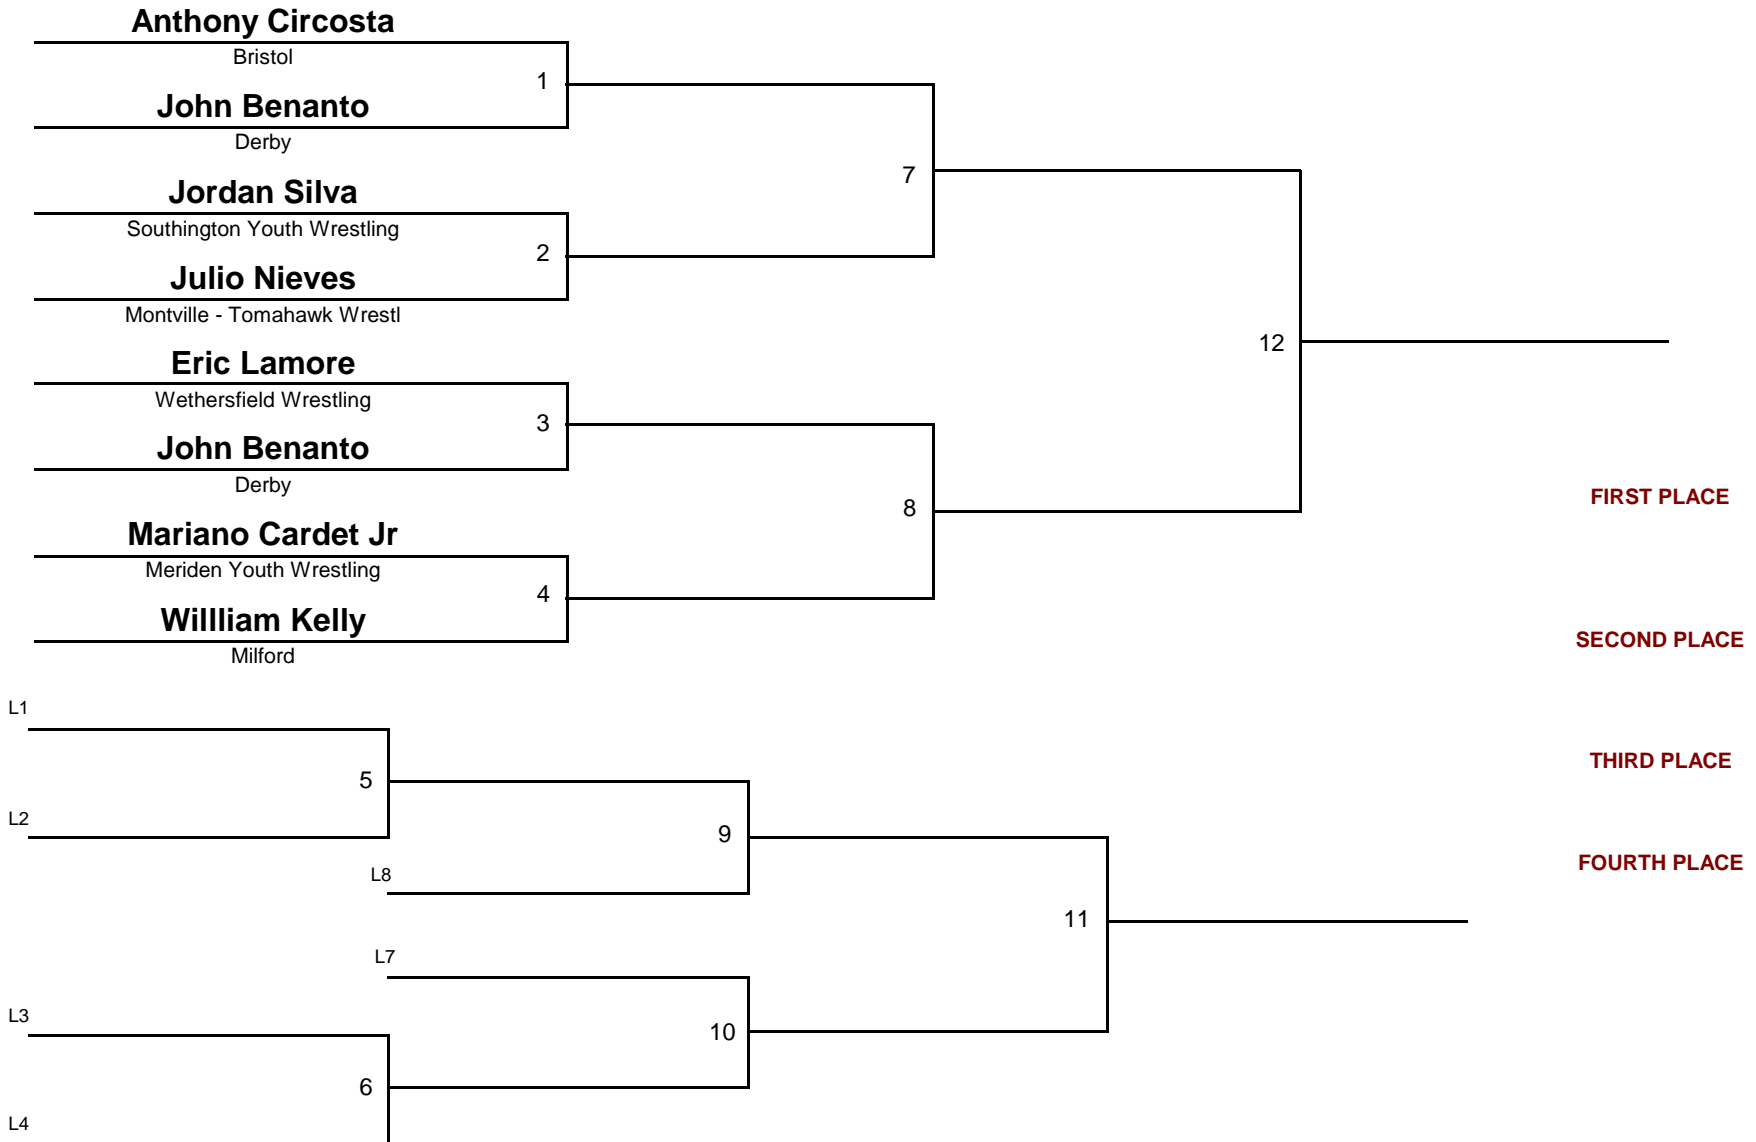 Anthony Circosta
Bristol
1
John Benanto
Derby
7
Jordan Silva
Southington Youth Wrestling
2
Julio Nieves
Montville - Tomahawk Wrestl
12
Eric Lamore
Wethersfield Wrestling
3
John Benanto
Derby
FIRST PLACE
8
Mariano Cardet Jr
Meriden Youth Wrestling
4
Willliam Kelly
Milford
SECOND PLACE
L1
THIRD PLACE
5
L2
9
FOURTH PLACE
L8
11
L7
L3
10
6
L4